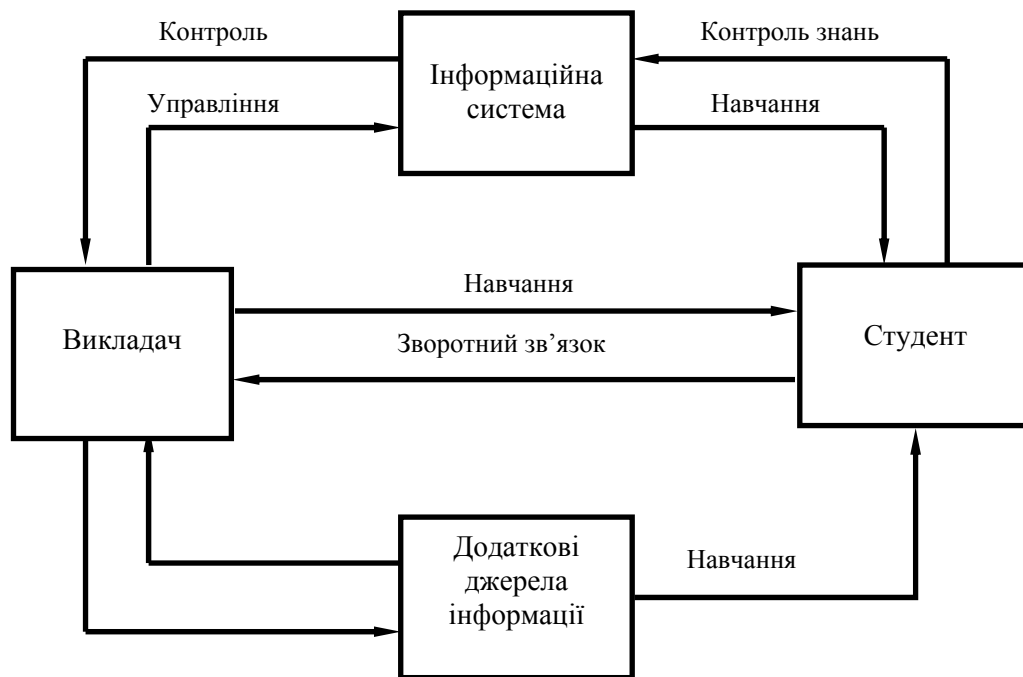 Контроль
Контроль знань
Інформаційна
система
Управління
Навчання
Навчання
Викладач
Зворотний зв’язок
Студент
Додаткові
джерела
інформації
Навчання